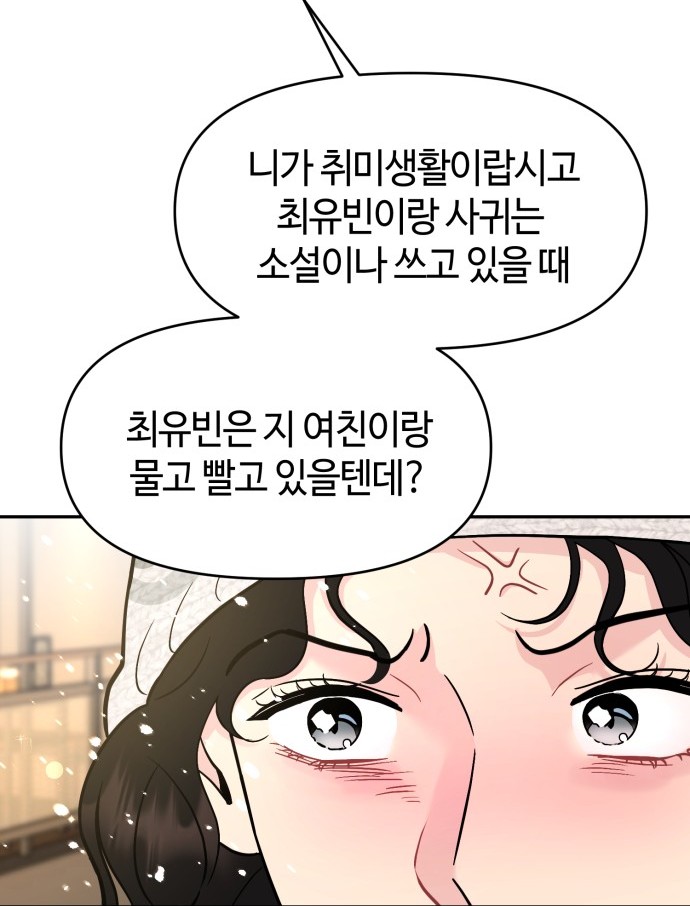 니가 취미생활이랍시고
최유빈이랑 사귀는
소설이나 쓰고 있을 때
최유빈은 지 여친이랑
물고 빨고 있을텐데?